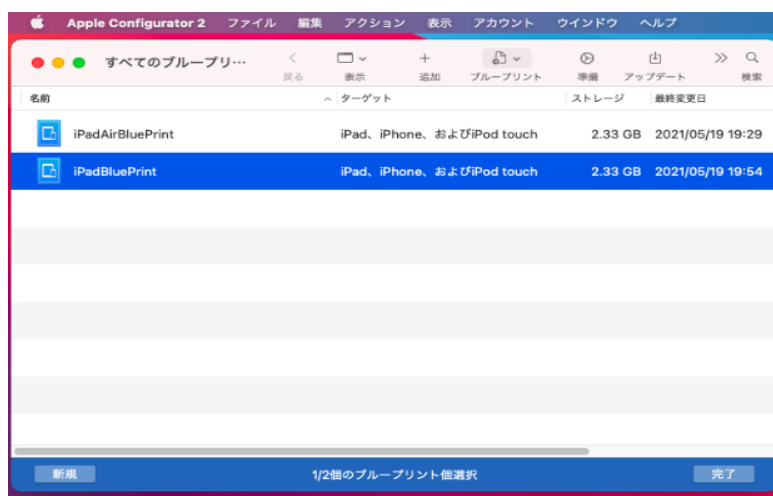 Apple Configurator 2 ファイル 編集 アクション 表示 アカウント ウインドウ ヘルプ
すべてのブループリ…
戻る 表示 追加 ブループリント 準備 アップデート 検索
名前 ターゲット ストレージ 最終変更日
iPadAirBluePrint iPad、iPhone、およびiPod touch 2.33 GB 2021/05/19 19:29
iPadBluePrint iPad、iPhone、およびiPod touch 2.33 GB 2021/05/19 19:54
新規 1/2個のブループリント個選択 完了